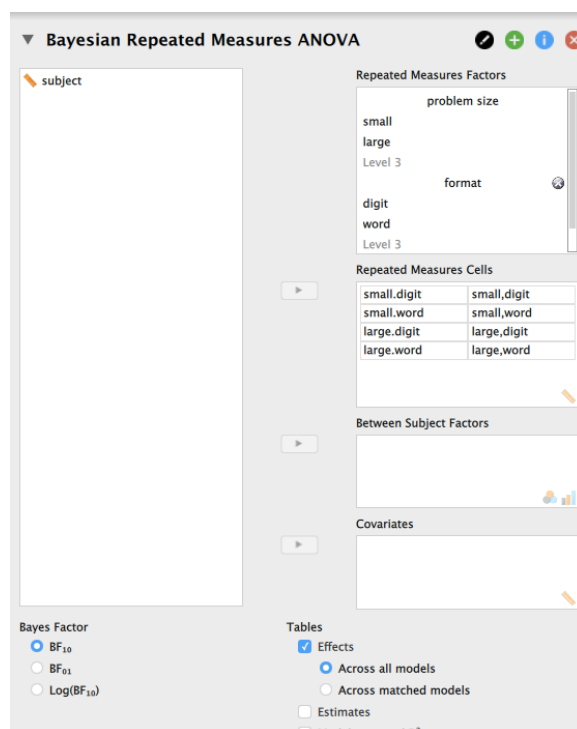 Bayesian Repeated Measures ANOVA
subject
Repeated Measures Factors
problem size
small
large
Level 3
format
digit
word
Level 3
Repeated Measures Cells
small.digit small,digit
small.word small,word
large.digit large,digit
large.word large,word
Between Subject Factors
Covariates
Bayes Factor
BF₁₀
BF₀₁
Log(BF₁₀)
Tables
Effects
Across all models
Across matched models
Estimates